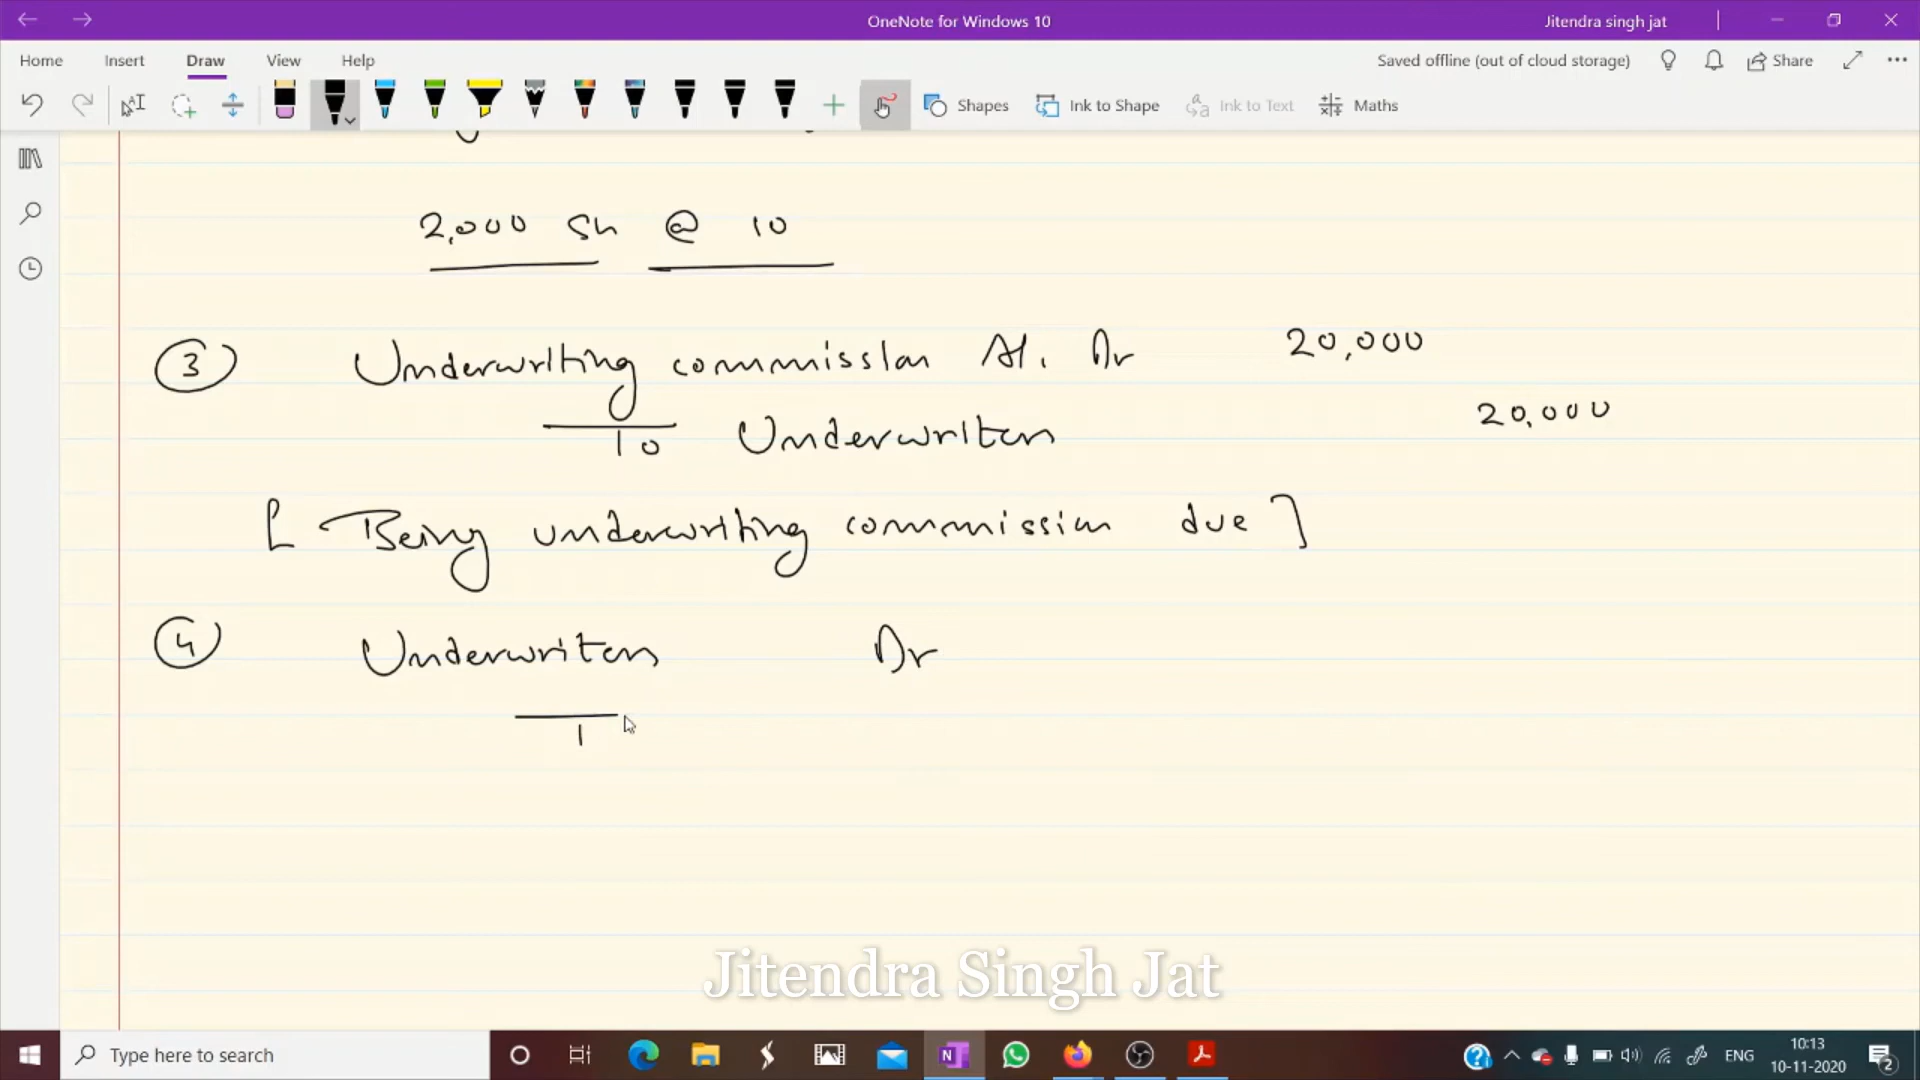 OneNote for Windows 10
Jitendra singh jat
Home Insert Draw View Help
Saved offline (out of cloud storage) Share
Shapes Ink to Shape Ink to Text Maths
2,000 Sh @ 10
3 Underwriting commission A/. Dr 20,000
To Underwriters 20,000
[ Being underwriting commission due ]
4 Underwriters Dr
Jitendra Singh Jat
Type here to search
ENG
10:13
10-11-2020
2